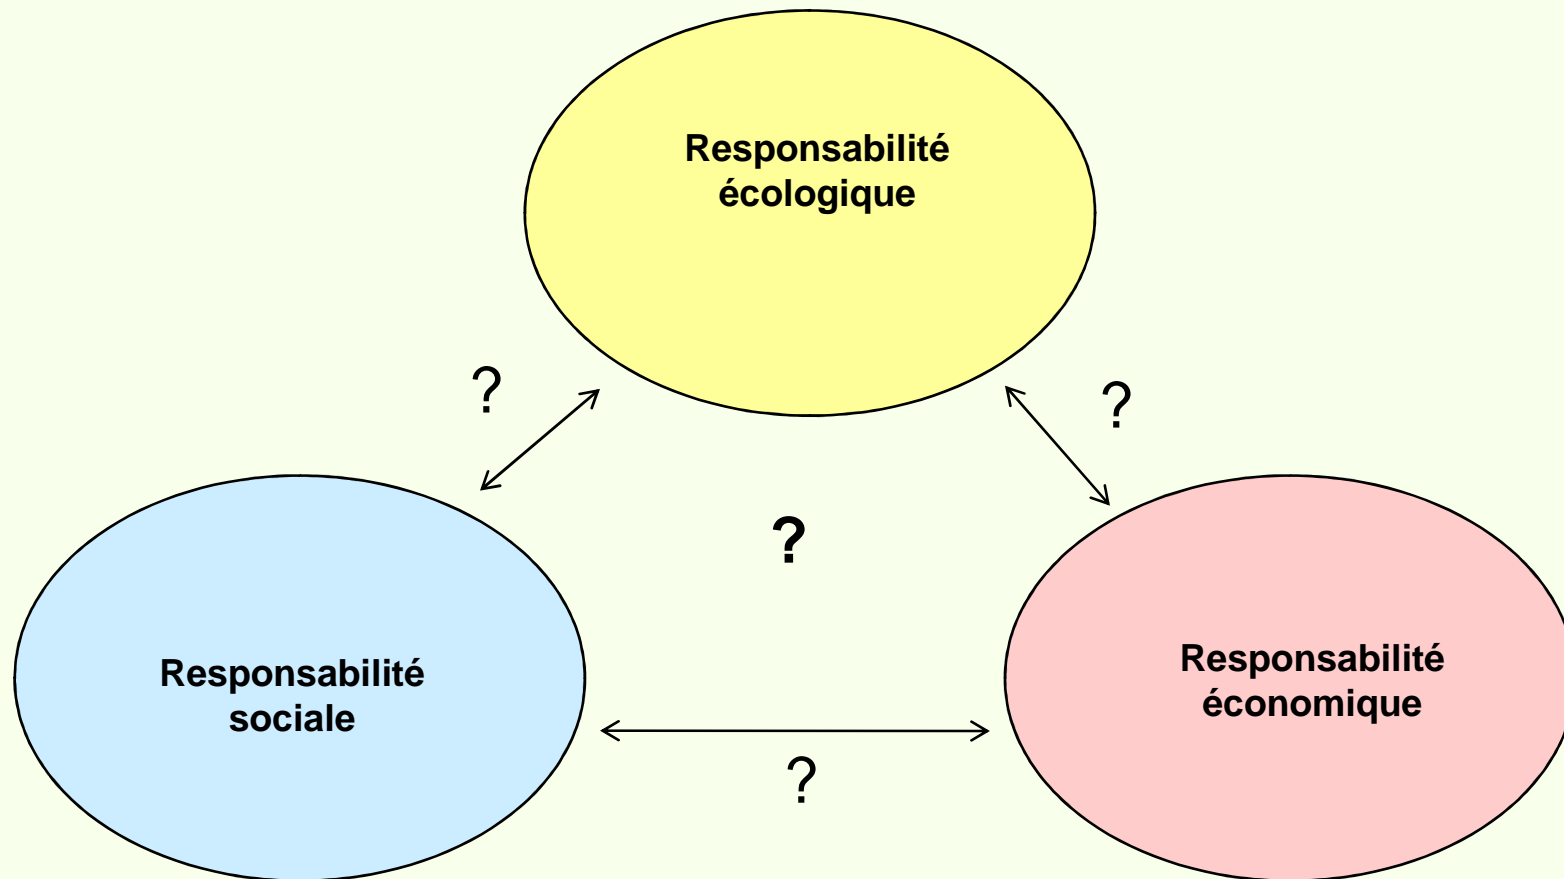 Responsabilité
écologique
?
?
?
Responsabilité
sociale
Responsabilité
économique
?